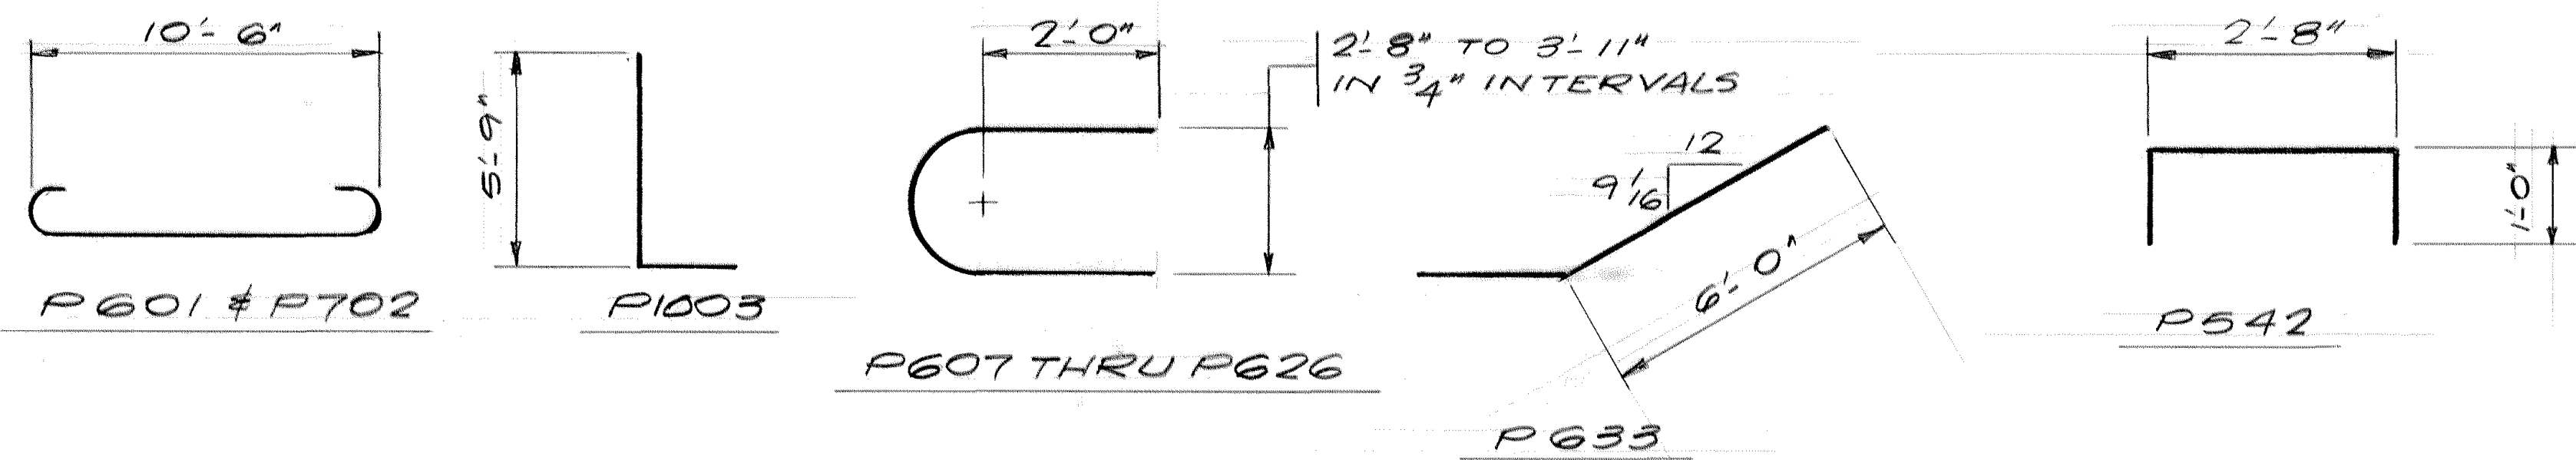 10'-6"
P601 & P702
5'-9"
P1003
2'-0"
2'-8" TO 3'-11"
IN 3/4" INTERVALS
P607 THRU P626
12
9 1/16
6'-0"
P633
2'-8"
1'-0"
P542